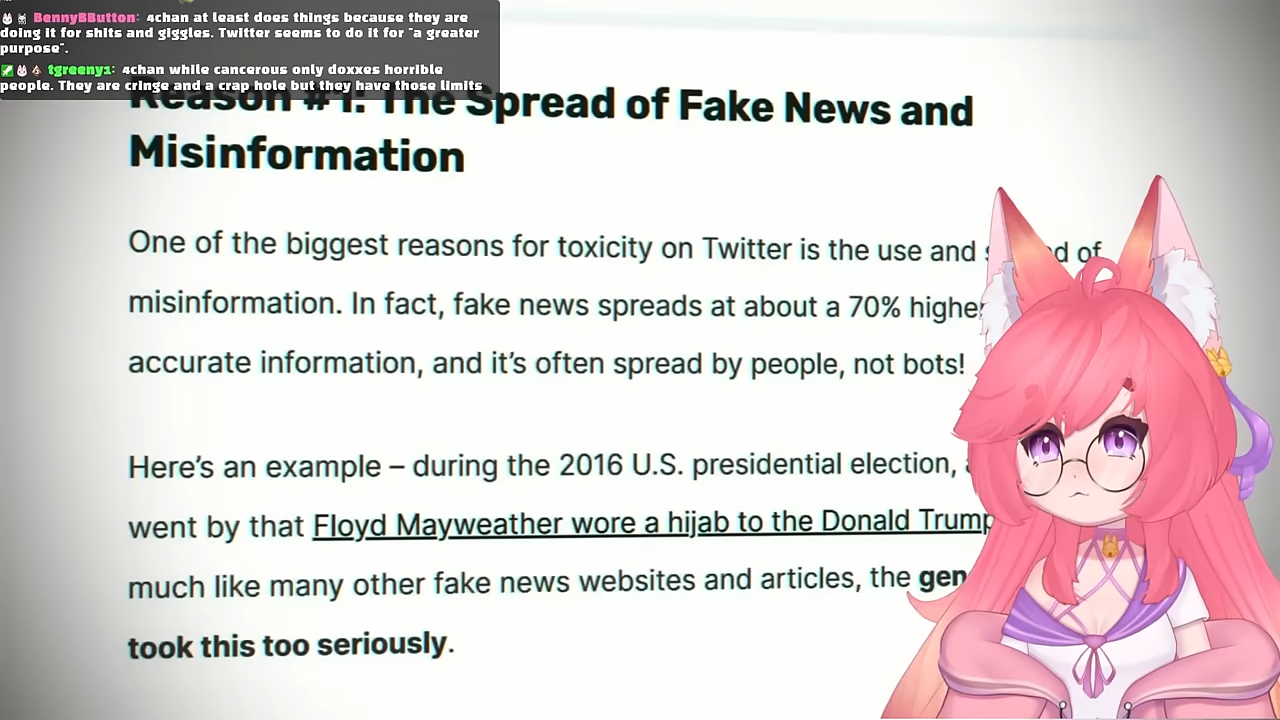 BennyBButton: 4chan at least does things because they are
doing it for shits and giggles. Twitter seems to do it for "a greater
purpose".
tgreeny1: 4chan while cancerous only doxxes horrible
people. They are cringe and a crap hole but they have those limits
Reason #1: The Spread of Fake News and
Misinformation
One of the biggest reasons for toxicity on Twitter is the use and of
misinformation. In fact, fake news spreads at about a 70%
accurate information, and it's often spread by people, not bots!
Here's an example – during the 2016 U.S. presidential election,
went by that Floyd Mayweather wore a hijab to the Donald Trump
much like many other fake news websites and articles, the
took this too seriously.